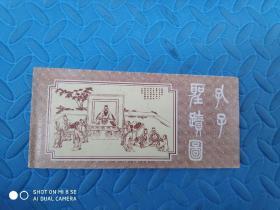 孔子
聖蹟圖
SHOT ON MI 8 SE
AI DUAL CAMERA